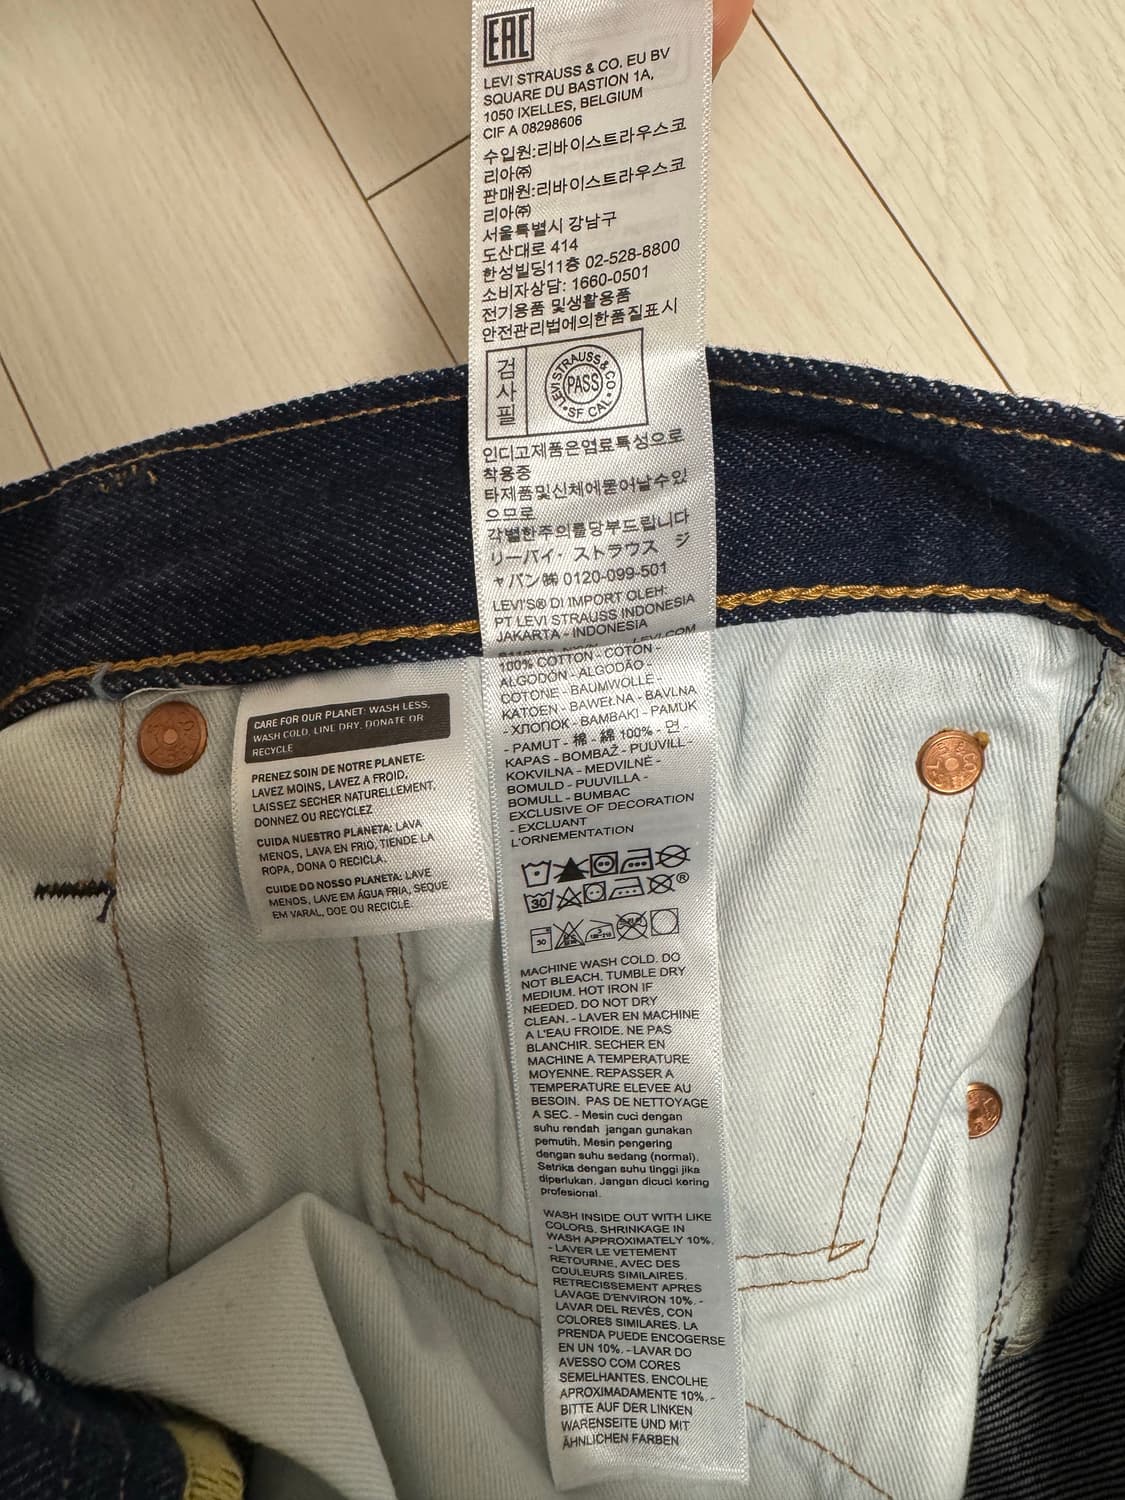 EAC
LEVI STRAUSS & CO. EU BV
SQUARE DU BASTION 1A,
1050 IXELLES, BELGIUM
CIF A 08298606
수입원:리바이스트라우스코
리아㈜
판매원:리바이스트라우스코
리아㈜
서울특별시 강남구
도산대로 414
한성빌딩11층 02-528-8800
소비자상담: 1660-0501
전기용품 및생활용품
안전관리법에의한품질표시
검
사
필
LEVI STRAUSS & CO
PASS
SF CAL
인디고제품은염료특성으로
착용중
타제품및신체에묻어날수있
으므로
각별한주의를당부드립니다
リーバイ・ストラウス ジ
ャパン㈱ 0120-099-501
LEVI'S® DI IMPORT OLEH:
PT LEVI STRAUSS INDONESIA
JAKARTA - INDONESIA
LEVI.COM
100% COTTON - COTON -
ALGODÓN - ALGODÃO -
COTONE - BAUMWOLLE -
KATOEN - BAWEŁNA - BAVLNA
- ХЛОПОК - BAMBAKI - PAMUK
- PAMUT - 棉 - 綿 100% - 면
KAPAS - BOMBAŽ - PUUVILL -
KOKVILNA - MEDVILNĖ -
BOMULD - PUUVILLA -
BOMULL - BUMBAC
EXCLUSIVE OF DECORATION
- EXCLUANT
L'ORNEMENTATION
30
®
30
MACHINE WASH COLD. DO
NOT BLEACH. TUMBLE DRY
MEDIUM. HOT IRON IF
NEEDED. DO NOT DRY
CLEAN. - LAVER EN MACHINE
A L'EAU FROIDE. NE PAS
BLANCHIR. SECHER EN
MACHINE A TEMPERATURE
MOYENNE. REPASSER A
TEMPERATURE ELEVEE AU
BESOIN. PAS DE NETTOYAGE
A SEC. - Mesin cuci dengan
suhu rendah jangan gunakan
pemutih. Mesin pengering
dengan suhu sedang (normal).
Setrika dengan suhu tinggi jika
diperlukan. Jangan dicuci kering
profesional.
WASH INSIDE OUT WITH LIKE
COLORS. SHRINKAGE IN
WASH APPROXIMATELY 10%.
- LAVER LE VETEMENT
RETOURNE, AVEC DES
COULEURS SIMILAIRES.
RETRECISSEMENT APRES
LAVAGE D'ENVIRON 10%. -
LAVAR DEL REVÉS, CON
COLORES SIMILARES. LA
PRENDA PUEDE ENCOGERSE
EN UN 10%. - LAVAR DO
AVESSO COM CORES
SEMELHANTES. ENCOLHE
APROXIMADAMENTE 10%. -
BITTE AUF DER LINKEN
WARENSEITE UND MIT
ÄHNLICHEN FARBEN
CARE FOR OUR PLANET: WASH LESS,
WASH COLD, LINE DRY, DONATE OR
RECYCLE
PRENEZ SOIN DE NOTRE PLANETE:
LAVEZ MOINS, LAVEZ A FROID,
LAISSEZ SECHER NATURELLEMENT,
DONNEZ OU RECYCLEZ
CUIDA NUESTRO PLANETA: LAVA
MENOS, LAVA EN FRIO, TIENDE LA
ROPA, DONA O RECICLA.
CUIDE DO NOSSO PLANETA: LAVE
MENOS, LAVE EM ÁGUA FRIA, SEQUE
EM VARAL, DOE OU RECICLE.